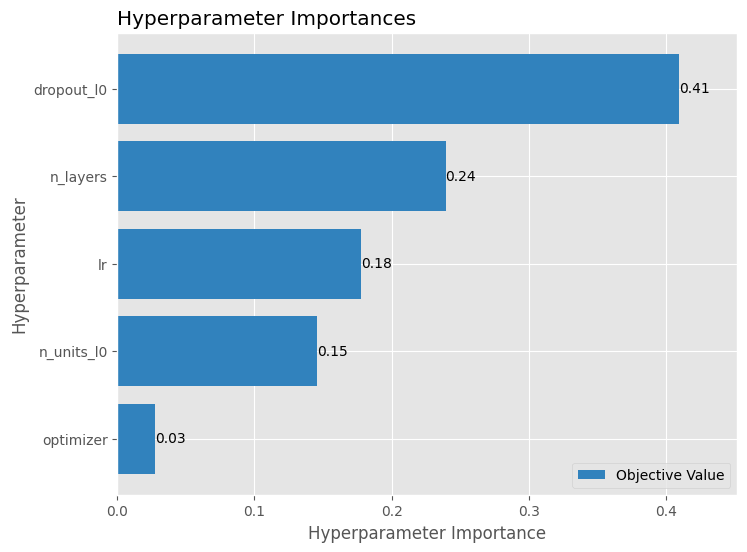 Hyperparameter Importances
dropout_l0
0.41
n_layers
0.24
lr
0.18
n_units_l0
0.15
optimizer
0.03
Hyperparameter
Objective Value
0.0
0.1
0.2
0.3
0.4
Hyperparameter Importance